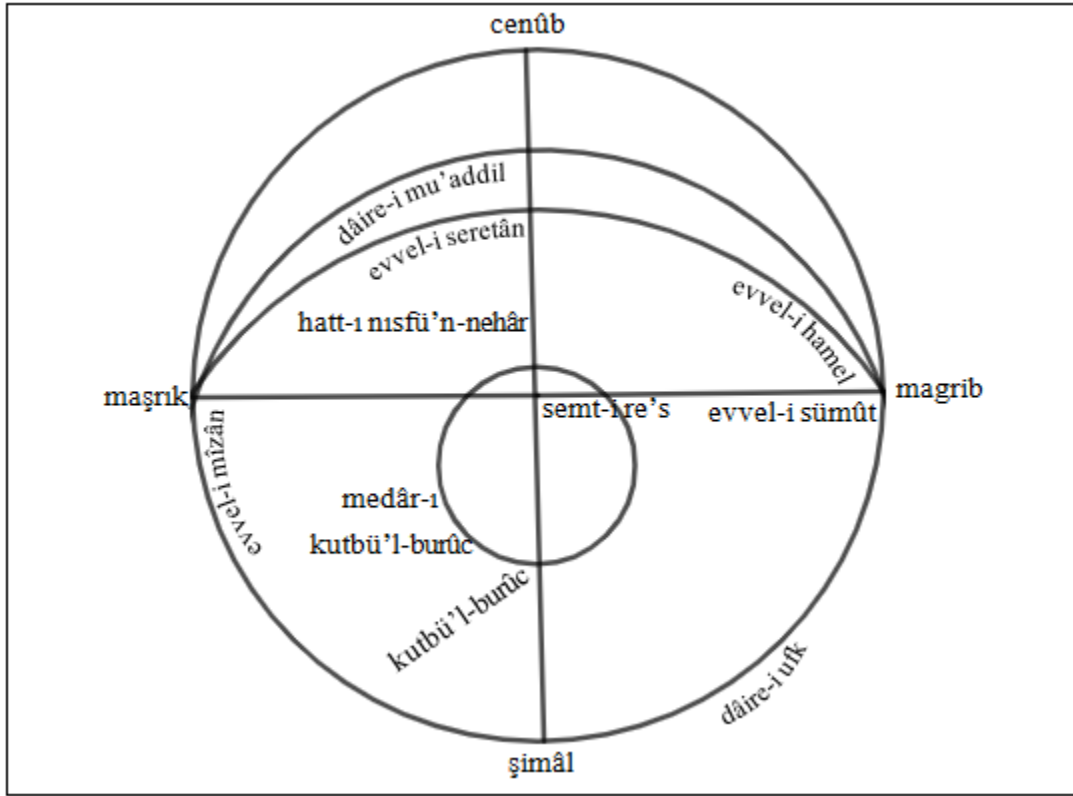 cenûb
dâire-i mu’addil
evvel-i seretân
evvel-i hamel
hatt-ı nısfü’n-nehâr
maşrık
magrib
semt-i re’s
evvel-i sümût
evvel-i mîzân
medâr-ı
kutbü’l-burûc
kutbü’l-burûc
dâire-i ufk
şimâl